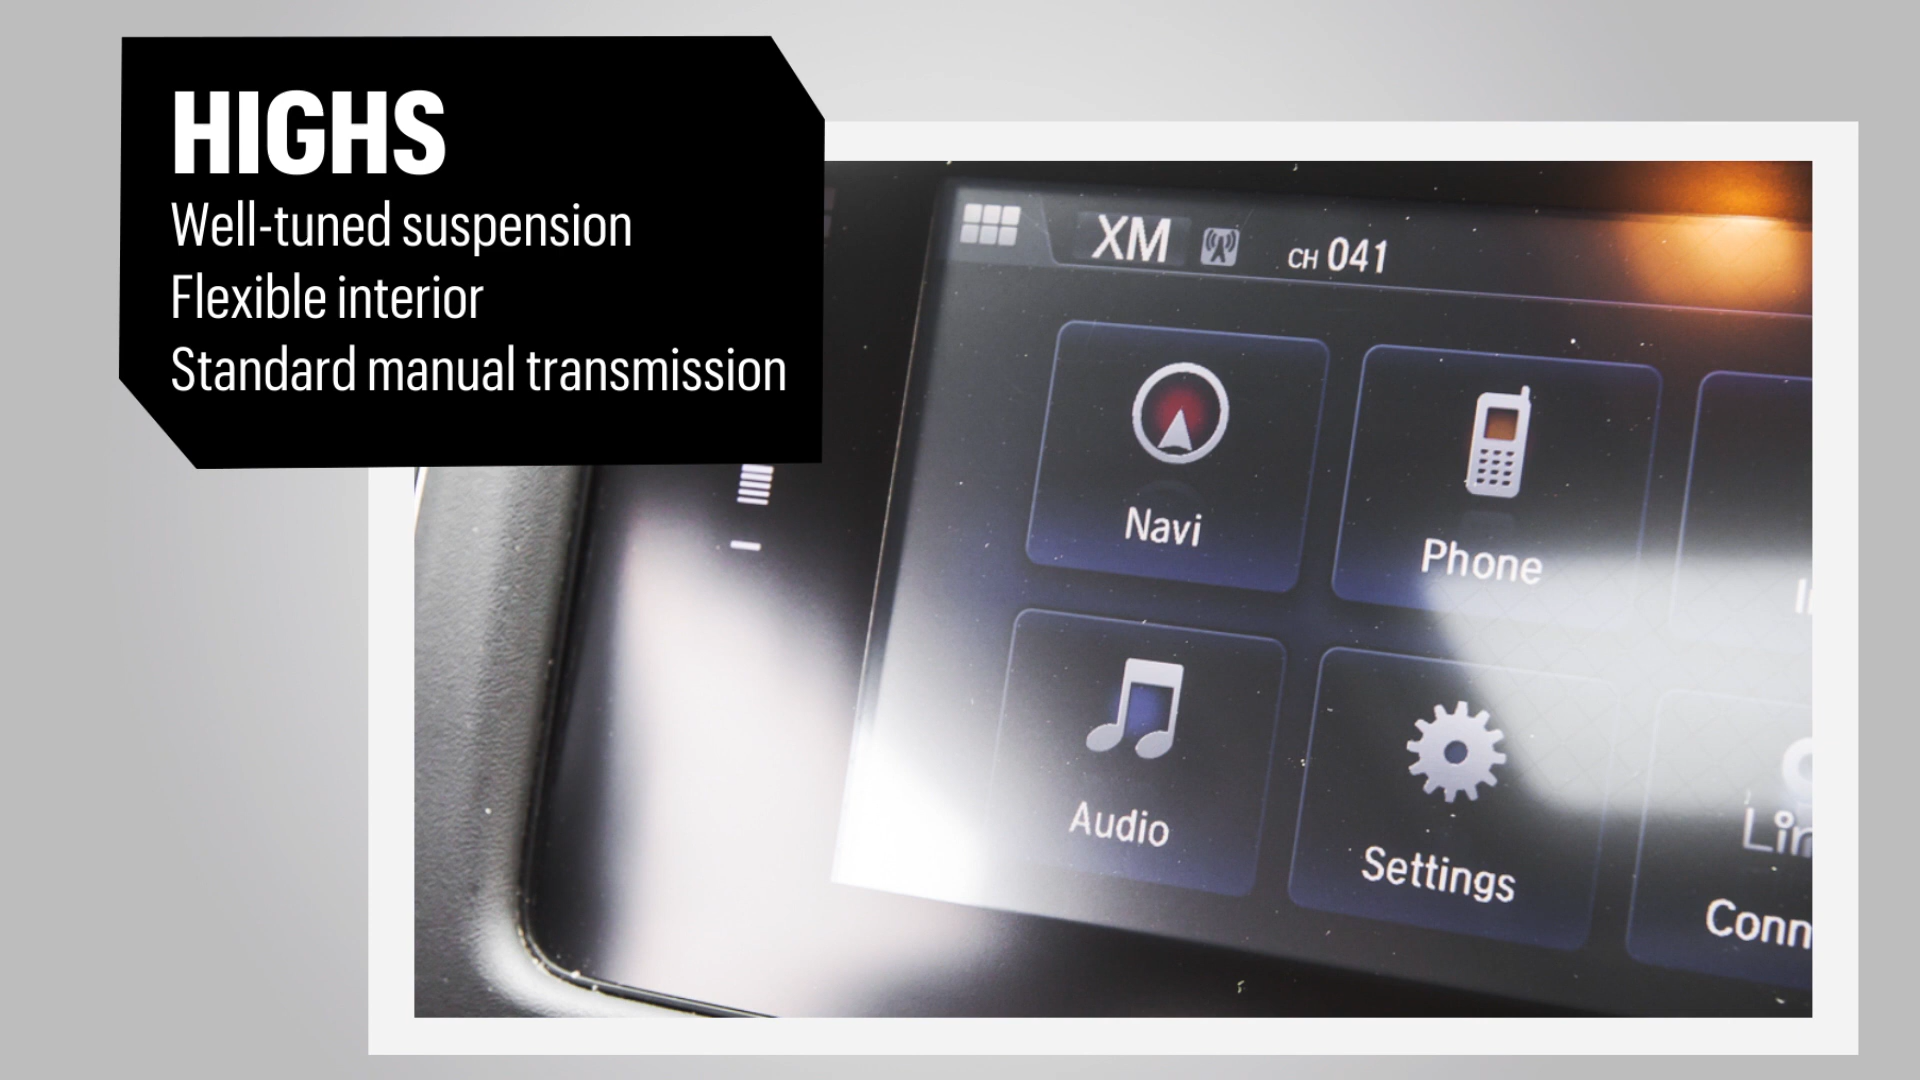 HIGHS
Well-tuned suspension
Flexible interior
Standard manual transmission
XM CH 041
Navi
Phone
Audio
Settings